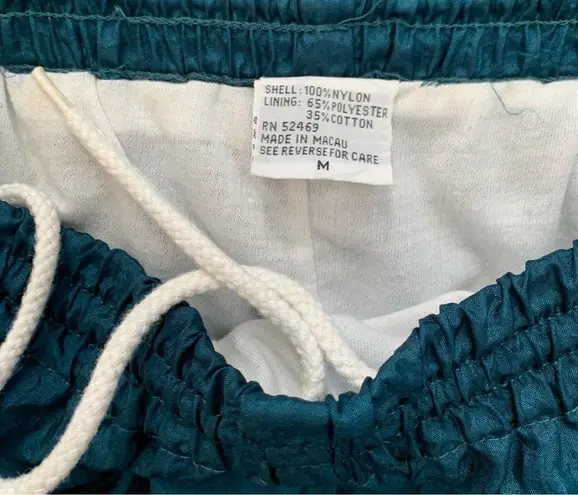 SHELL: 100%NYLON
LINING: 65%POLYESTER
35%COTTON
RN 52469
MADE IN MACAU
SEE REVERSE FOR CARE
M